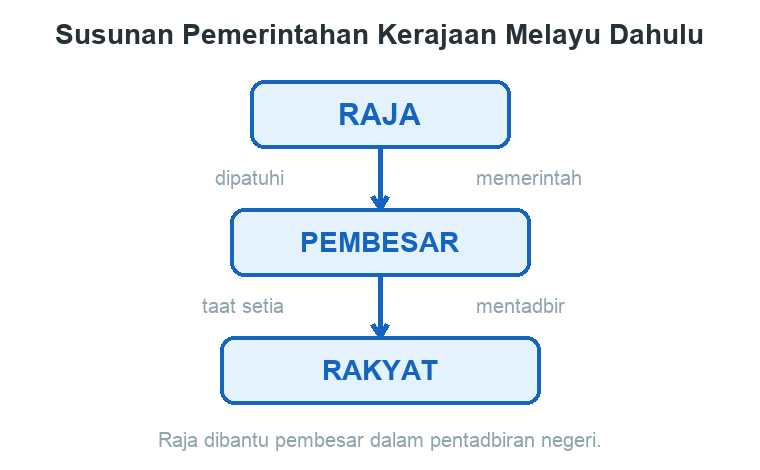 Susunan Pemerintahan Kerajaan Melayu Dahulu
RAJA
dipatuhi
memerintah
PEMBESAR
taat setia
mentadbir
RAKYAT
Raja dibantu pembesar dalam pentadbiran negeri.